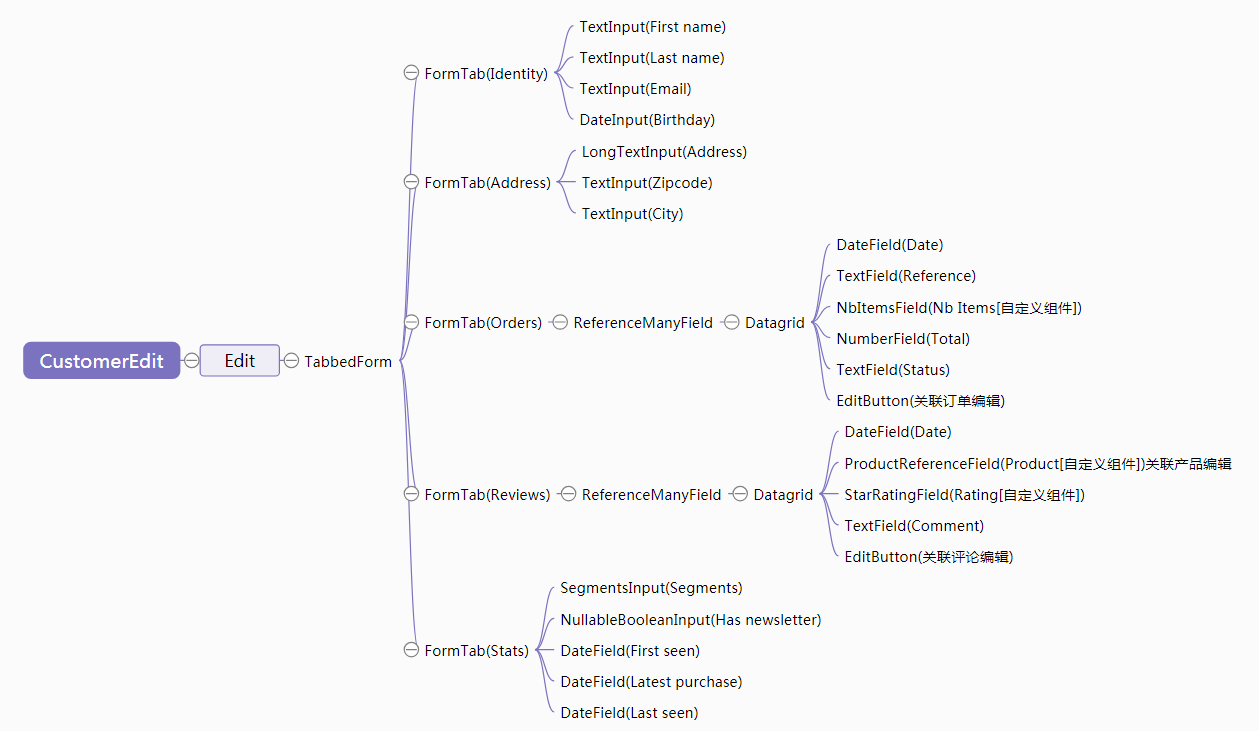 CustomerEdit
Edit
TabbedForm
FormTab(Identity)
TextInput(First name)
TextInput(Last name)
TextInput(Email)
DateInput(Birthday)
FormTab(Address)
LongTextInput(Address)
TextInput(Zipcode)
TextInput(City)
FormTab(Orders)
ReferenceManyField
Datagrid
DateField(Date)
TextField(Reference)
NbItemsField(Nb Items[自定义组件])
NumberField(Total)
TextField(Status)
EditButton(关联订单编辑)
FormTab(Reviews)
ReferenceManyField
Datagrid
DateField(Date)
ProductReferenceField(Product[自定义组件])关联产品编辑
StarRatingField(Rating[自定义组件])
TextField(Comment)
EditButton(关联评论编辑)
FormTab(Stats)
SegmentsInput(Segments)
NullableBooleanInput(Has newsletter)
DateField(First seen)
DateField(Latest purchase)
DateField(Last seen)